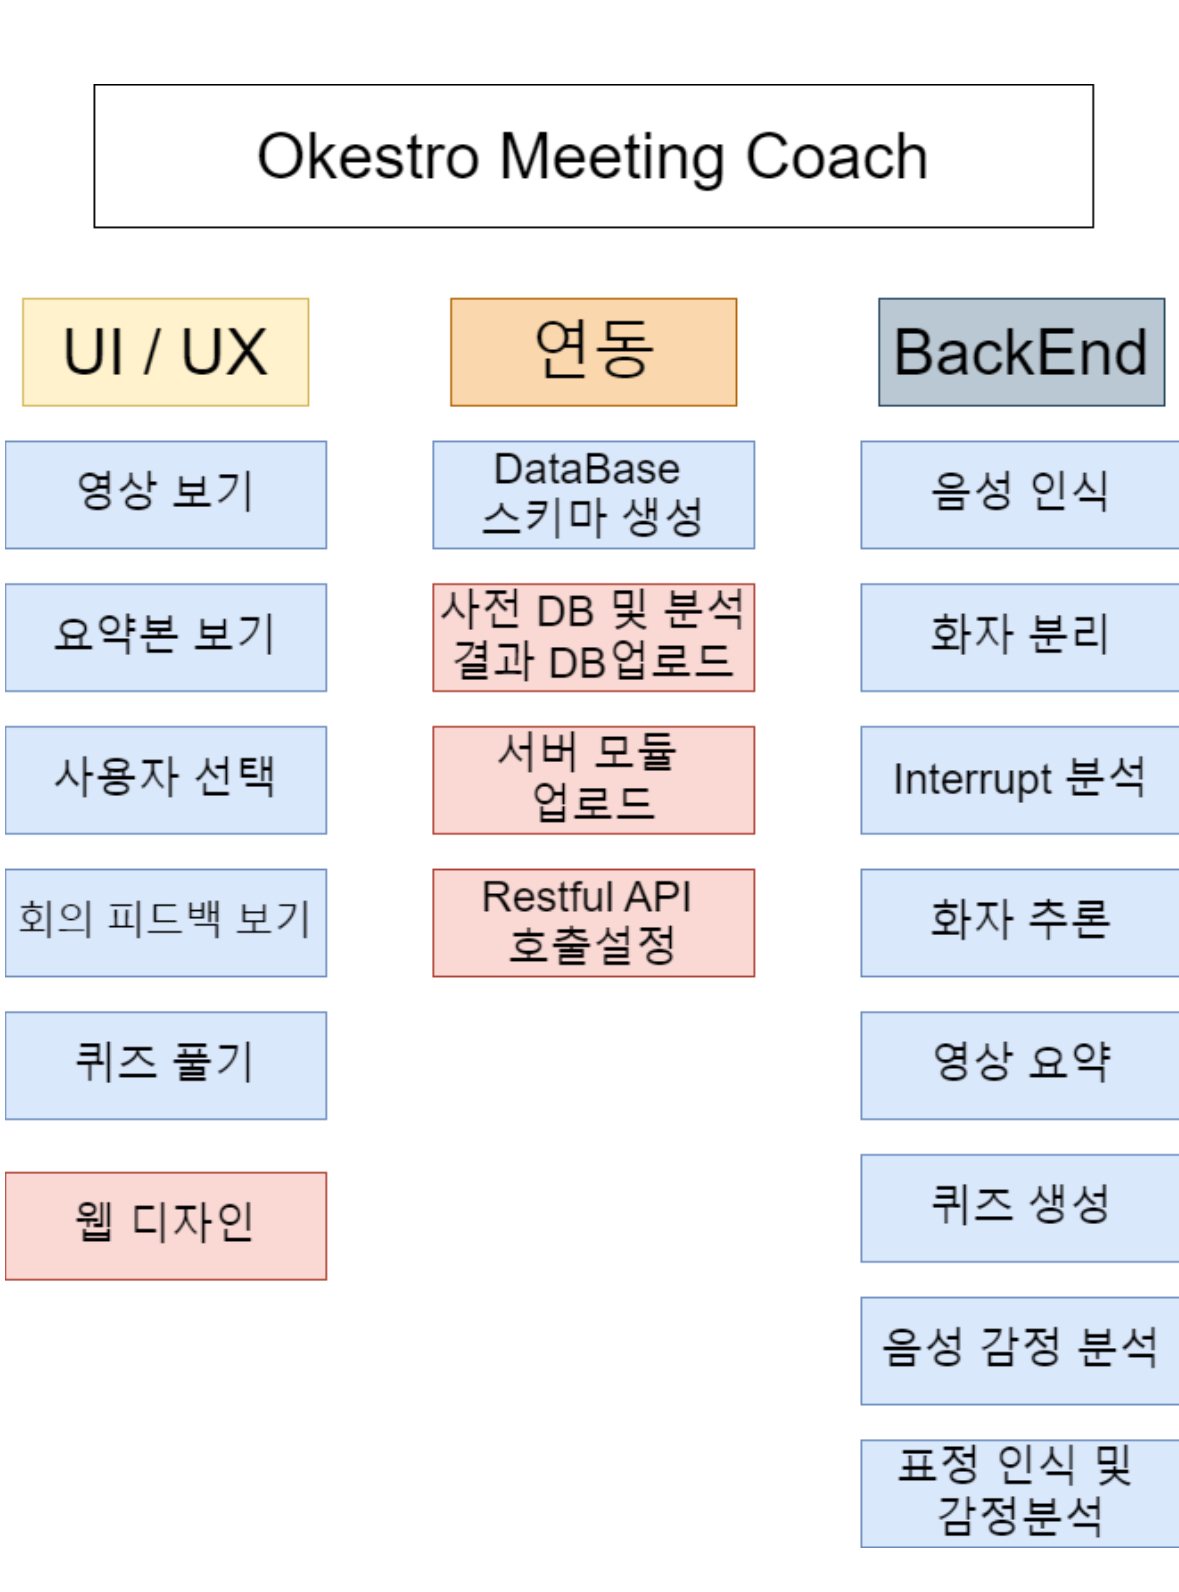 Okestro Meeting Coach
UI / UX
영상 보기
요약본 보기
사용자 선택
회의 피드백 보기
퀴즈 풀기
웹 디자인
연동
DataBase
스키마 생성
사전 DB 및 분석
결과 DB업로드
서버 모듈
업로드
Restful API
호출설정
BackEnd
음성 인식
화자 분리
Interrupt 분석
화자 추론
영상 요약
퀴즈 생성
음성 감정 분석
표정 인식 및
감정분석